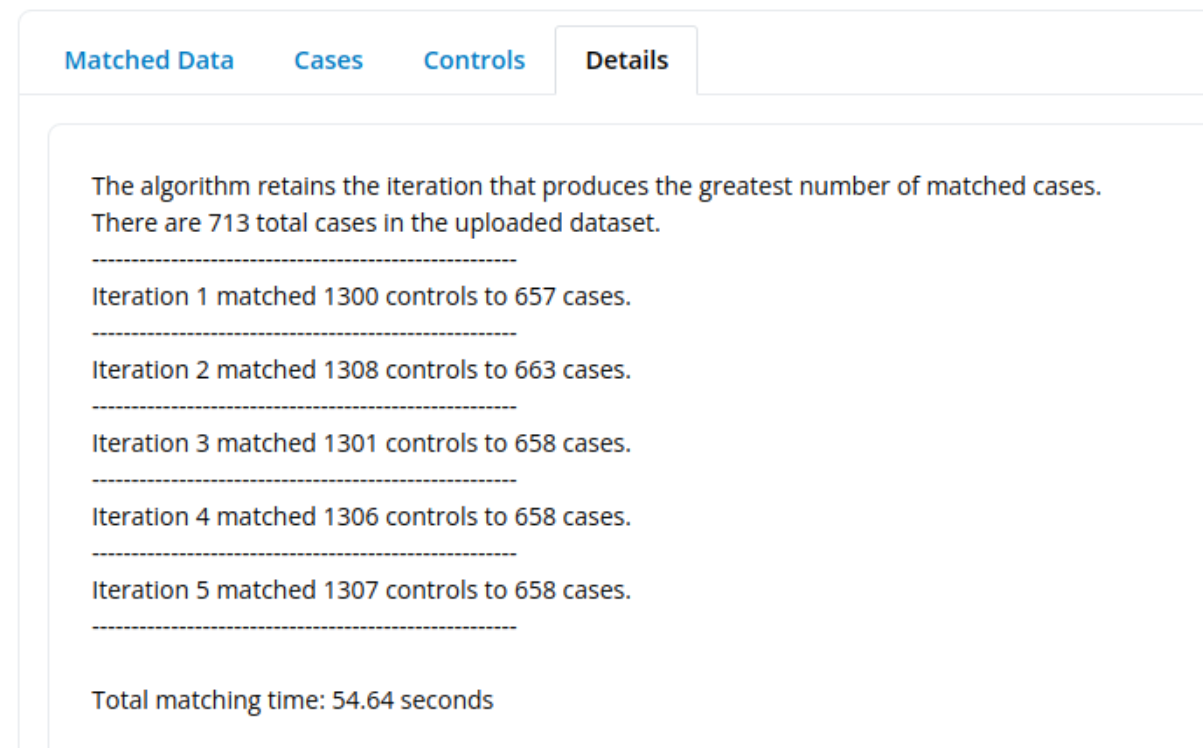 Matched Data Cases Controls Details
The algorithm retains the iteration that produces the greatest number of matched cases.
There are 713 total cases in the uploaded dataset.
----------------------------------------------------
Iteration 1 matched 1300 controls to 657 cases.
----------------------------------------------------
Iteration 2 matched 1308 controls to 663 cases.
----------------------------------------------------
Iteration 3 matched 1301 controls to 658 cases.
----------------------------------------------------
Iteration 4 matched 1306 controls to 658 cases.
----------------------------------------------------
Iteration 5 matched 1307 controls to 658 cases.
----------------------------------------------------
Total matching time: 54.64 seconds